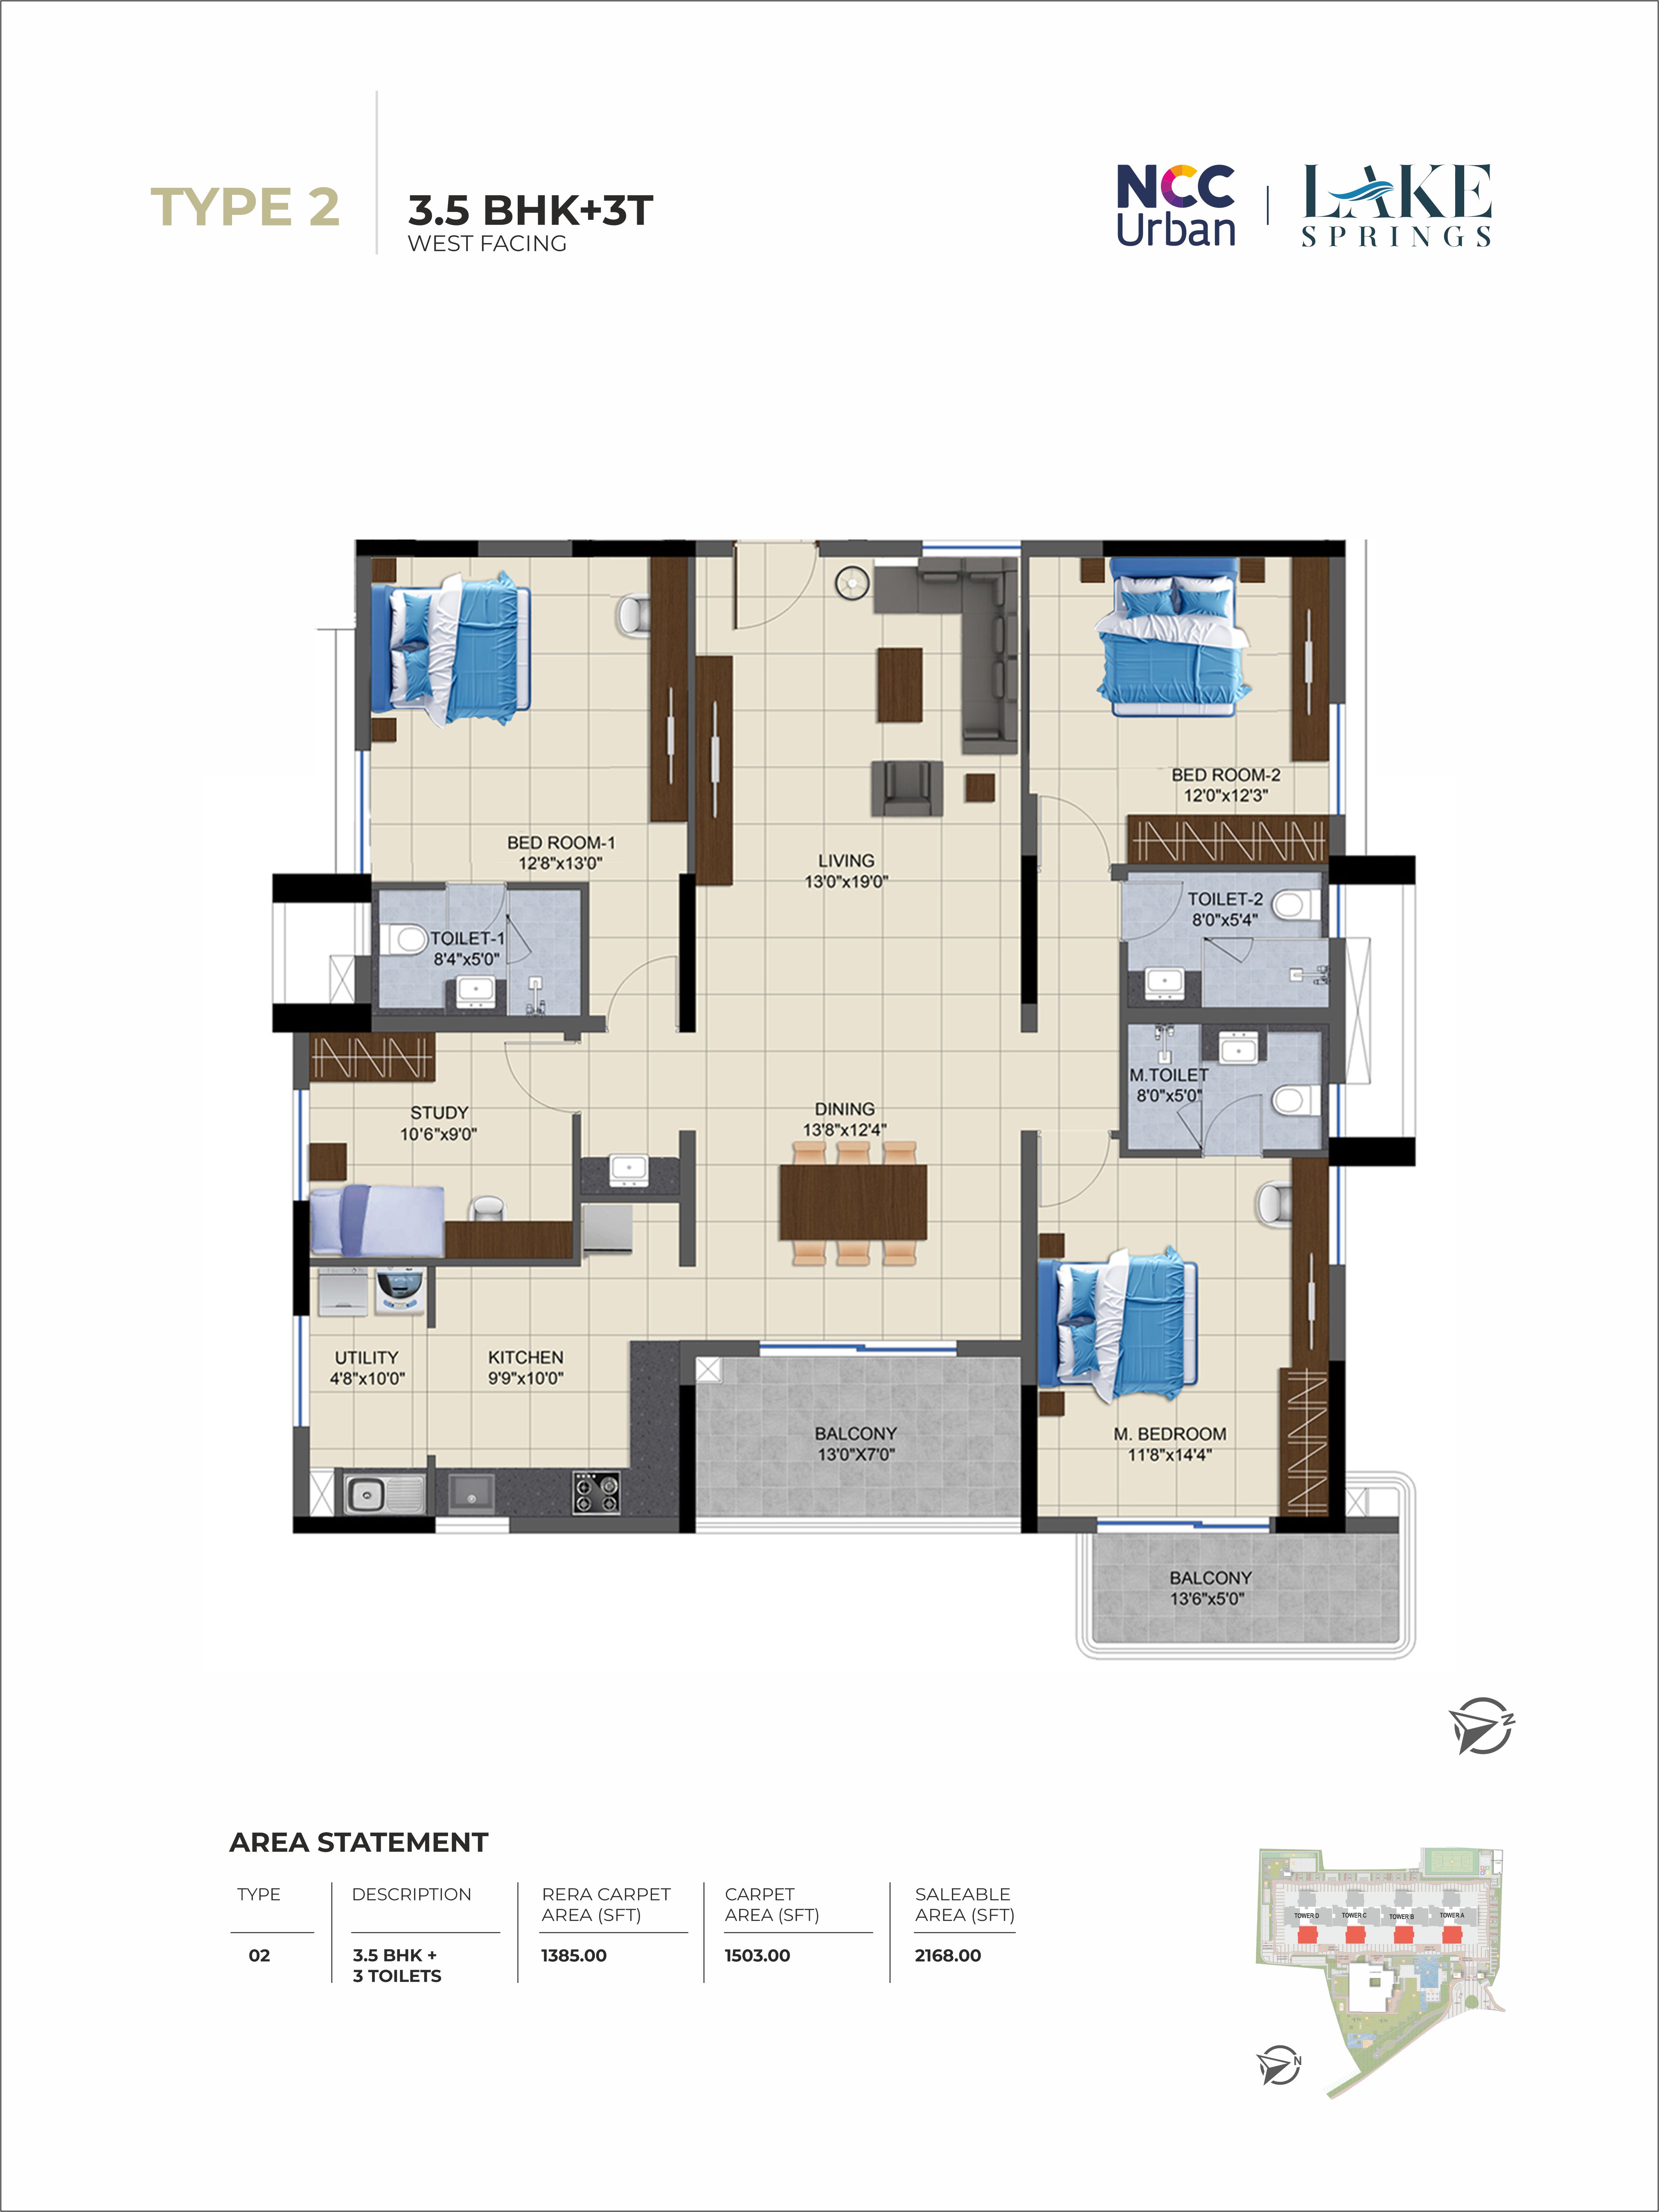 TYPE 2
3.5 BHK+3T
WEST FACING
NCC
Urban
LAKE
SPRINGS
BED ROOM-1
12'8"x13'0"
LIVING
13'0"x19'0"
BED ROOM-2
12'0"x12'3"
TOILET-1
8'4"x5'0"
TOILET-2
8'0"x5'4"
M.TOILET
8'0"x5'0"
STUDY
10'6"x9'0"
DINING
13'8"x12'4"
UTILITY
4'8"x10'0"
KITCHEN
9'9"x10'0"
BALCONY
13'0"X7'0"
M. BEDROOM
11'8"x14'4"
BALCONY
13'6"x5'0"
N
AREA STATEMENT
TYPE
DESCRIPTION
RERA CARPET
AREA (SFT)
CARPET
AREA (SFT)
SALEABLE
AREA (SFT)
02
3.5 BHK +
3 TOILETS
1385.00
1503.00
2168.00
TOWER D
TOWER C
TOWER B
TOWER A
N